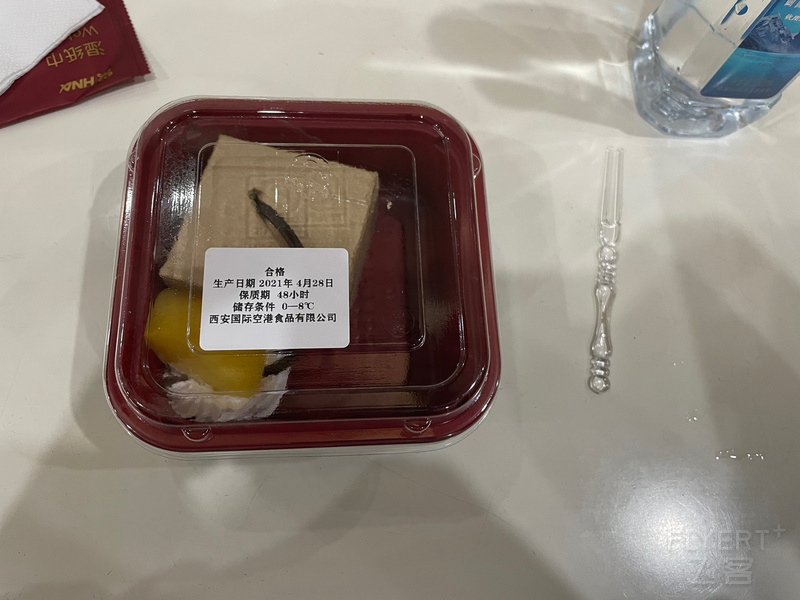 湿纸巾
HNA
合格
生产日期 2021年 4月28日
保质期 48小时
储存条件 0—8℃
西安国际空港食品有限公司
FLYERT+
飞客